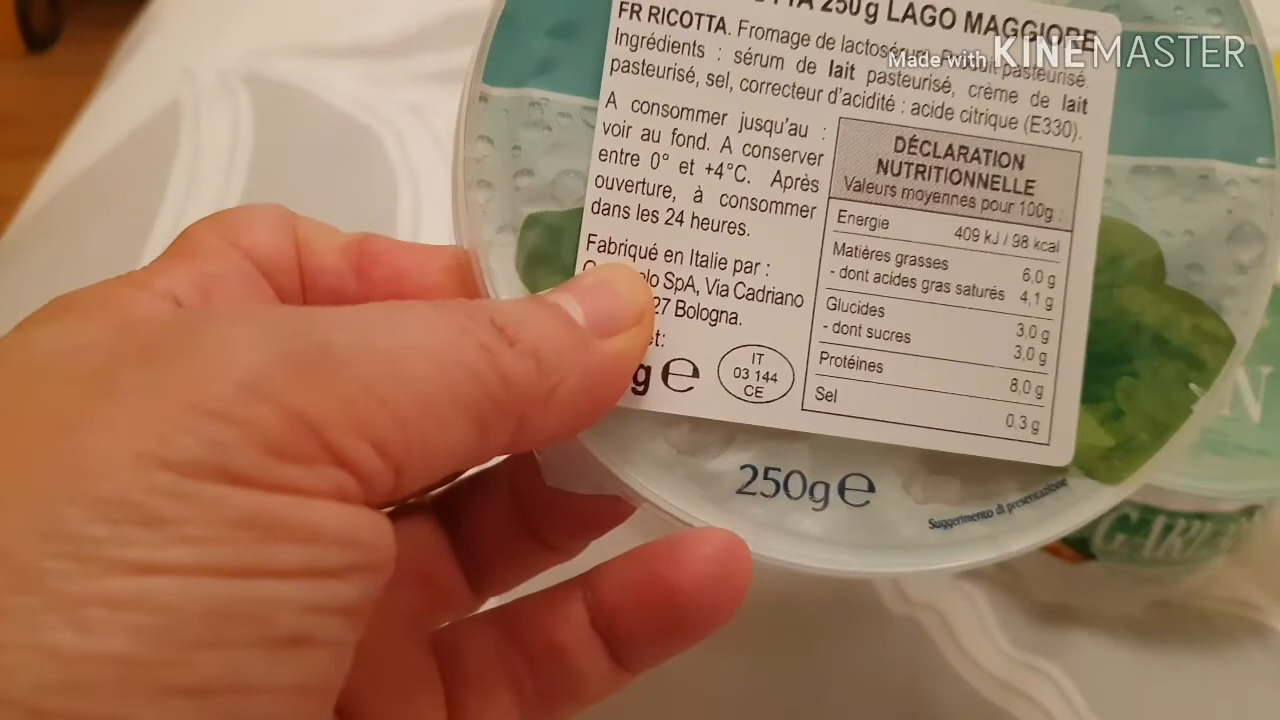 250g LAGO MAGGIORE
FR RICOTTA. Fromage de lactosérum. Produit pasteurisé.
Ingrédients : sérum de lait pasteurisé, crème de lait
pasteurisé, sel, correcteur d'acidité : acide citrique (E330).
A consommer jusqu'au :
voir au fond. A conserver
entre 0° et +4°C. Après
ouverture, à consommer
dans les 24 heures.
Fabriqué en Italie par :
SpA, Via Cadriano
Bologna.
g e
IT
03 144
CE
DÉCLARATION
NUTRITIONNELLE
Valeurs moyennes pour 100g :
Energie 409 kJ / 98 kcal
Matières grasses 6,0 g
- dont acides gras saturés 4,1 g
Glucides 3,0 g
- dont sucres 3,0 g
Protéines 8,0 g
Sel 0,3 g
250g e
Suggerimento di presentazione
Made with KINEMASTER